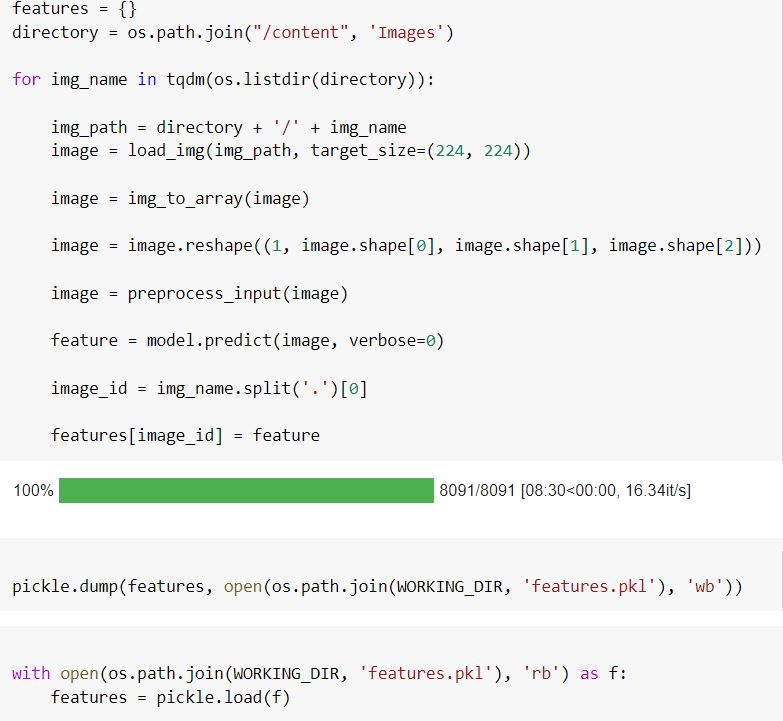 features = {}
directory = os.path.join("/content", 'Images')
for img_name in tqdm(os.listdir(directory)):
    img_path = directory + '/' + img_name
    image = load_img(img_path, target_size=(224, 224))
    image = img_to_array(image)
    image = image.reshape((1, image.shape[0], image.shape[1], image.shape[2]))
    image = preprocess_input(image)
    feature = model.predict(image, verbose=0)
    image_id = img_name.split('.')[0]
    features[image_id] = feature
100% 8091/8091 [08:30<00:00, 16.34it/s]
pickle.dump(features, open(os.path.join(WORKING_DIR, 'features.pkl'), 'wb'))
with open(os.path.join(WORKING_DIR, 'features.pkl'), 'rb') as f:
    features = pickle.load(f)